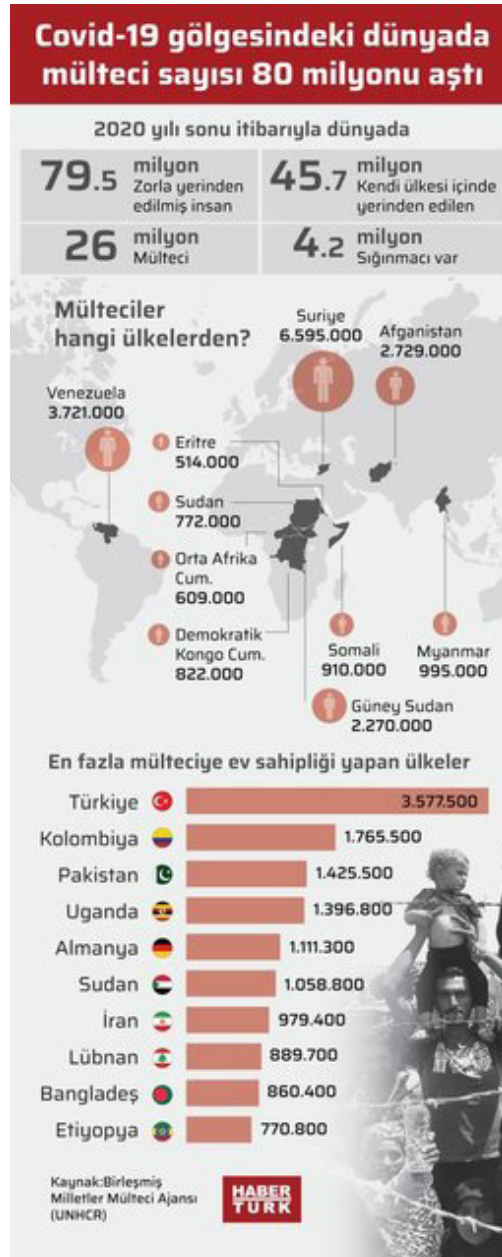 Covid-19 gölgesindeki dünyada
mülteci sayısı 80 milyonu aştı
2020 yılı sonu itibarıyla dünyada
79.5 milyon
Zorla yerinden
edilmiş insan
45.7 milyon
Kendi ülkesi içinde
yerinden edilen
26 milyon
Mülteci
4.2 milyon
Sığınmacı var
Mülteciler
hangi ülkelerden?
Suriye
6.595.000
Afganistan
2.729.000
Venezuela
3.721.000
Eritre
514.000
Sudan
772.000
Orta Afrika
Cum.
609.000
Demokratik
Kongo Cum.
822.000
Somali
910.000
Myanmar
995.000
Güney Sudan
2.270.000
En fazla mülteciye ev sahipliği yapan ülkeler
Türkiye 3.577.500
Kolombiya 1.765.500
Pakistan 1.425.500
Uganda 1.396.800
Almanya 1.111.300
Sudan 1.058.800
İran 979.400
Lübnan 889.700
Bangladeş 860.400
Etiyopya 770.800
Kaynak:Birleşmiş
Milletler Mülteci Ajansı
(UNHCR)
HABER
TURK